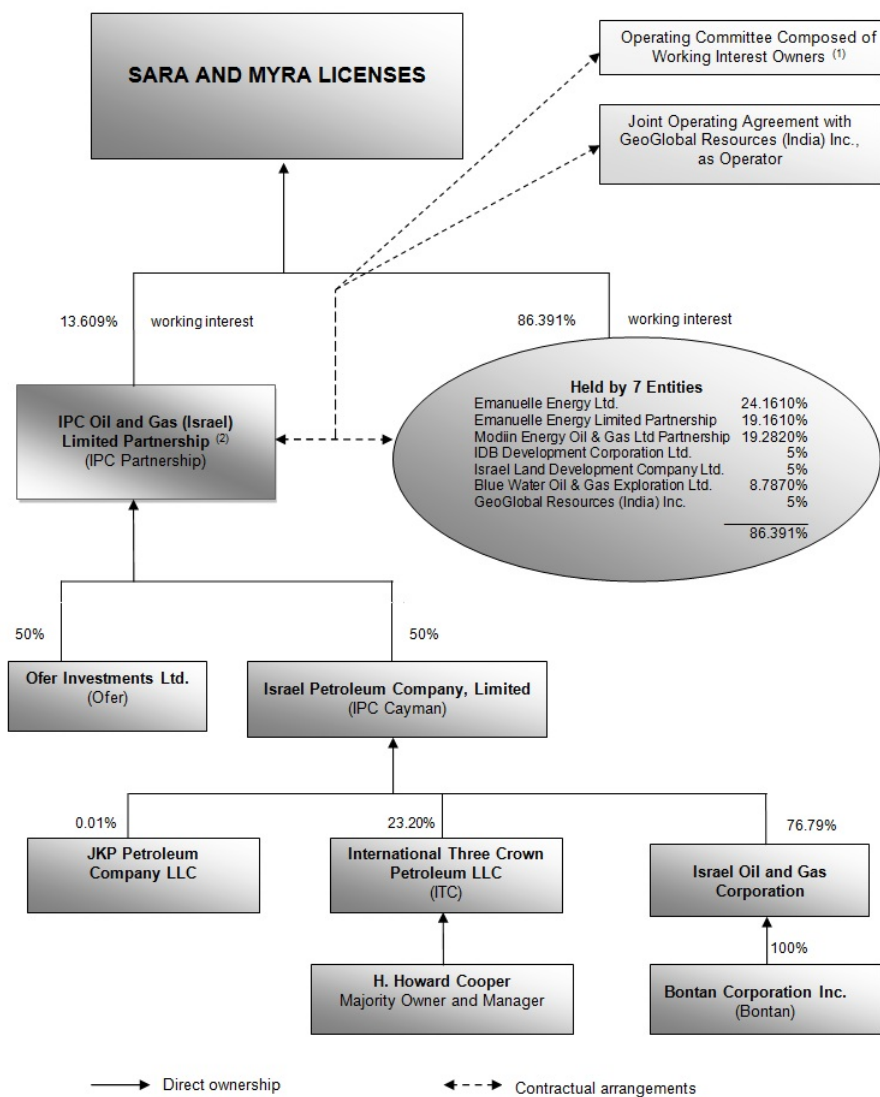 SARA AND MYRA LICENSES
Operating Committee Composed of
Working Interest Owners (1)
Joint Operating Agreement with
GeoGlobal Resources (India) Inc.,
as Operator
13.609% working interest
86.391% working interest
IPC Oil and Gas (Israel)
Limited Partnership (2)
(IPC Partnership)
Held by 7 Entities
Emanuelle Energy Ltd. 24.1610%
Emanuelle Energy Limited Partnership 19.1610%
Modiin Energy Oil & Gas Ltd Partnership 19.2820%
IDB Development Corporation Ltd. 5%
Israel Land Development Company Ltd. 5%
Blue Water Oil & Gas Exploration Ltd. 8.7870%
GeoGlobal Resources (India) Inc. 5%
86.391%
50%
50%
Ofer Investments Ltd.
(Ofer)
Israel Petroleum Company, Limited
(IPC Cayman)
0.01%
23.20%
76.79%
JKP Petroleum
Company LLC
International Three Crown
Petroleum LLC
(ITC)
Israel Oil and Gas
Corporation
100%
H. Howard Cooper
Majority Owner and Manager
Bontan Corporation Inc.
(Bontan)
Direct ownership
Contractual arrangements